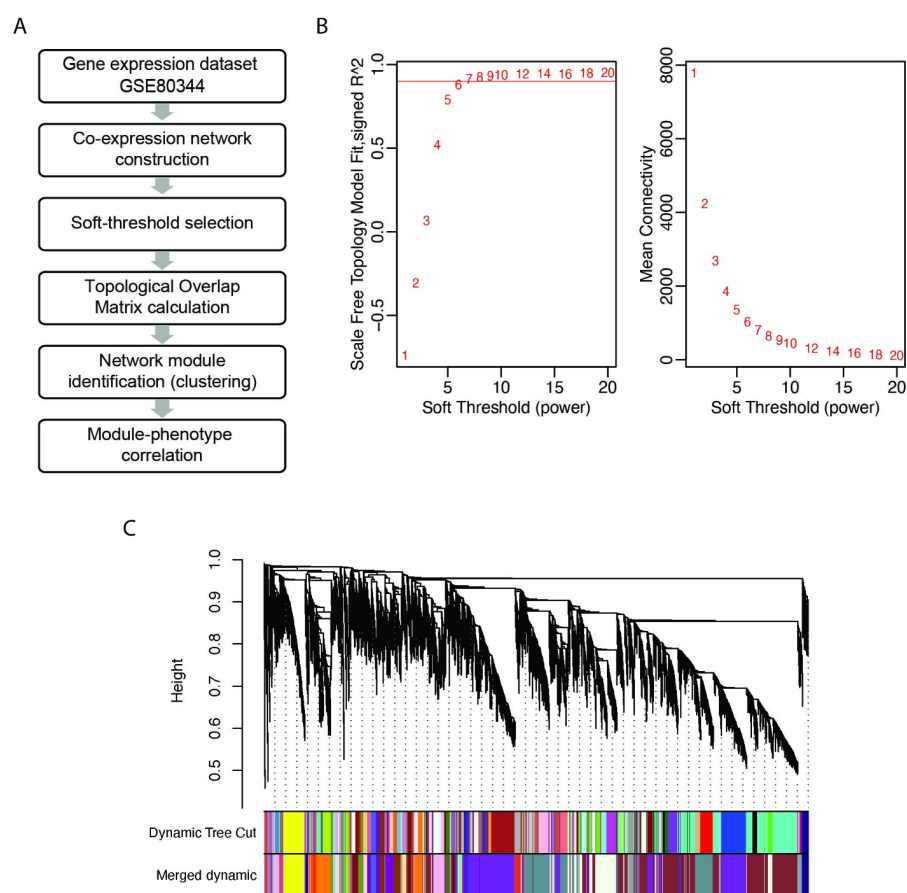 A
Gene expression dataset
GSE80344
Co-expression network
construction
Soft-threshold selection
Topological Overlap
Matrix calculation
Network module
identification (clustering)
Module-phenotype
correlation
B
Scale Free Topology Model Fit,signed R^2
1.0
0.5
0.0
−0.5
1
2
3
4
5
6
7
8
9
10
12
14
16
18
20
5
10
15
20
Soft Threshold (power)
Mean Connectivity
8000
6000
4000
2000
0
1
2
3
4
5
6
7
8
9
10
12
14
16
18
20
5
10
15
20
Soft Threshold (power)
C
Height
1.0
0.9
0.8
0.7
0.6
0.5
Dynamic Tree Cut
Merged dynamic